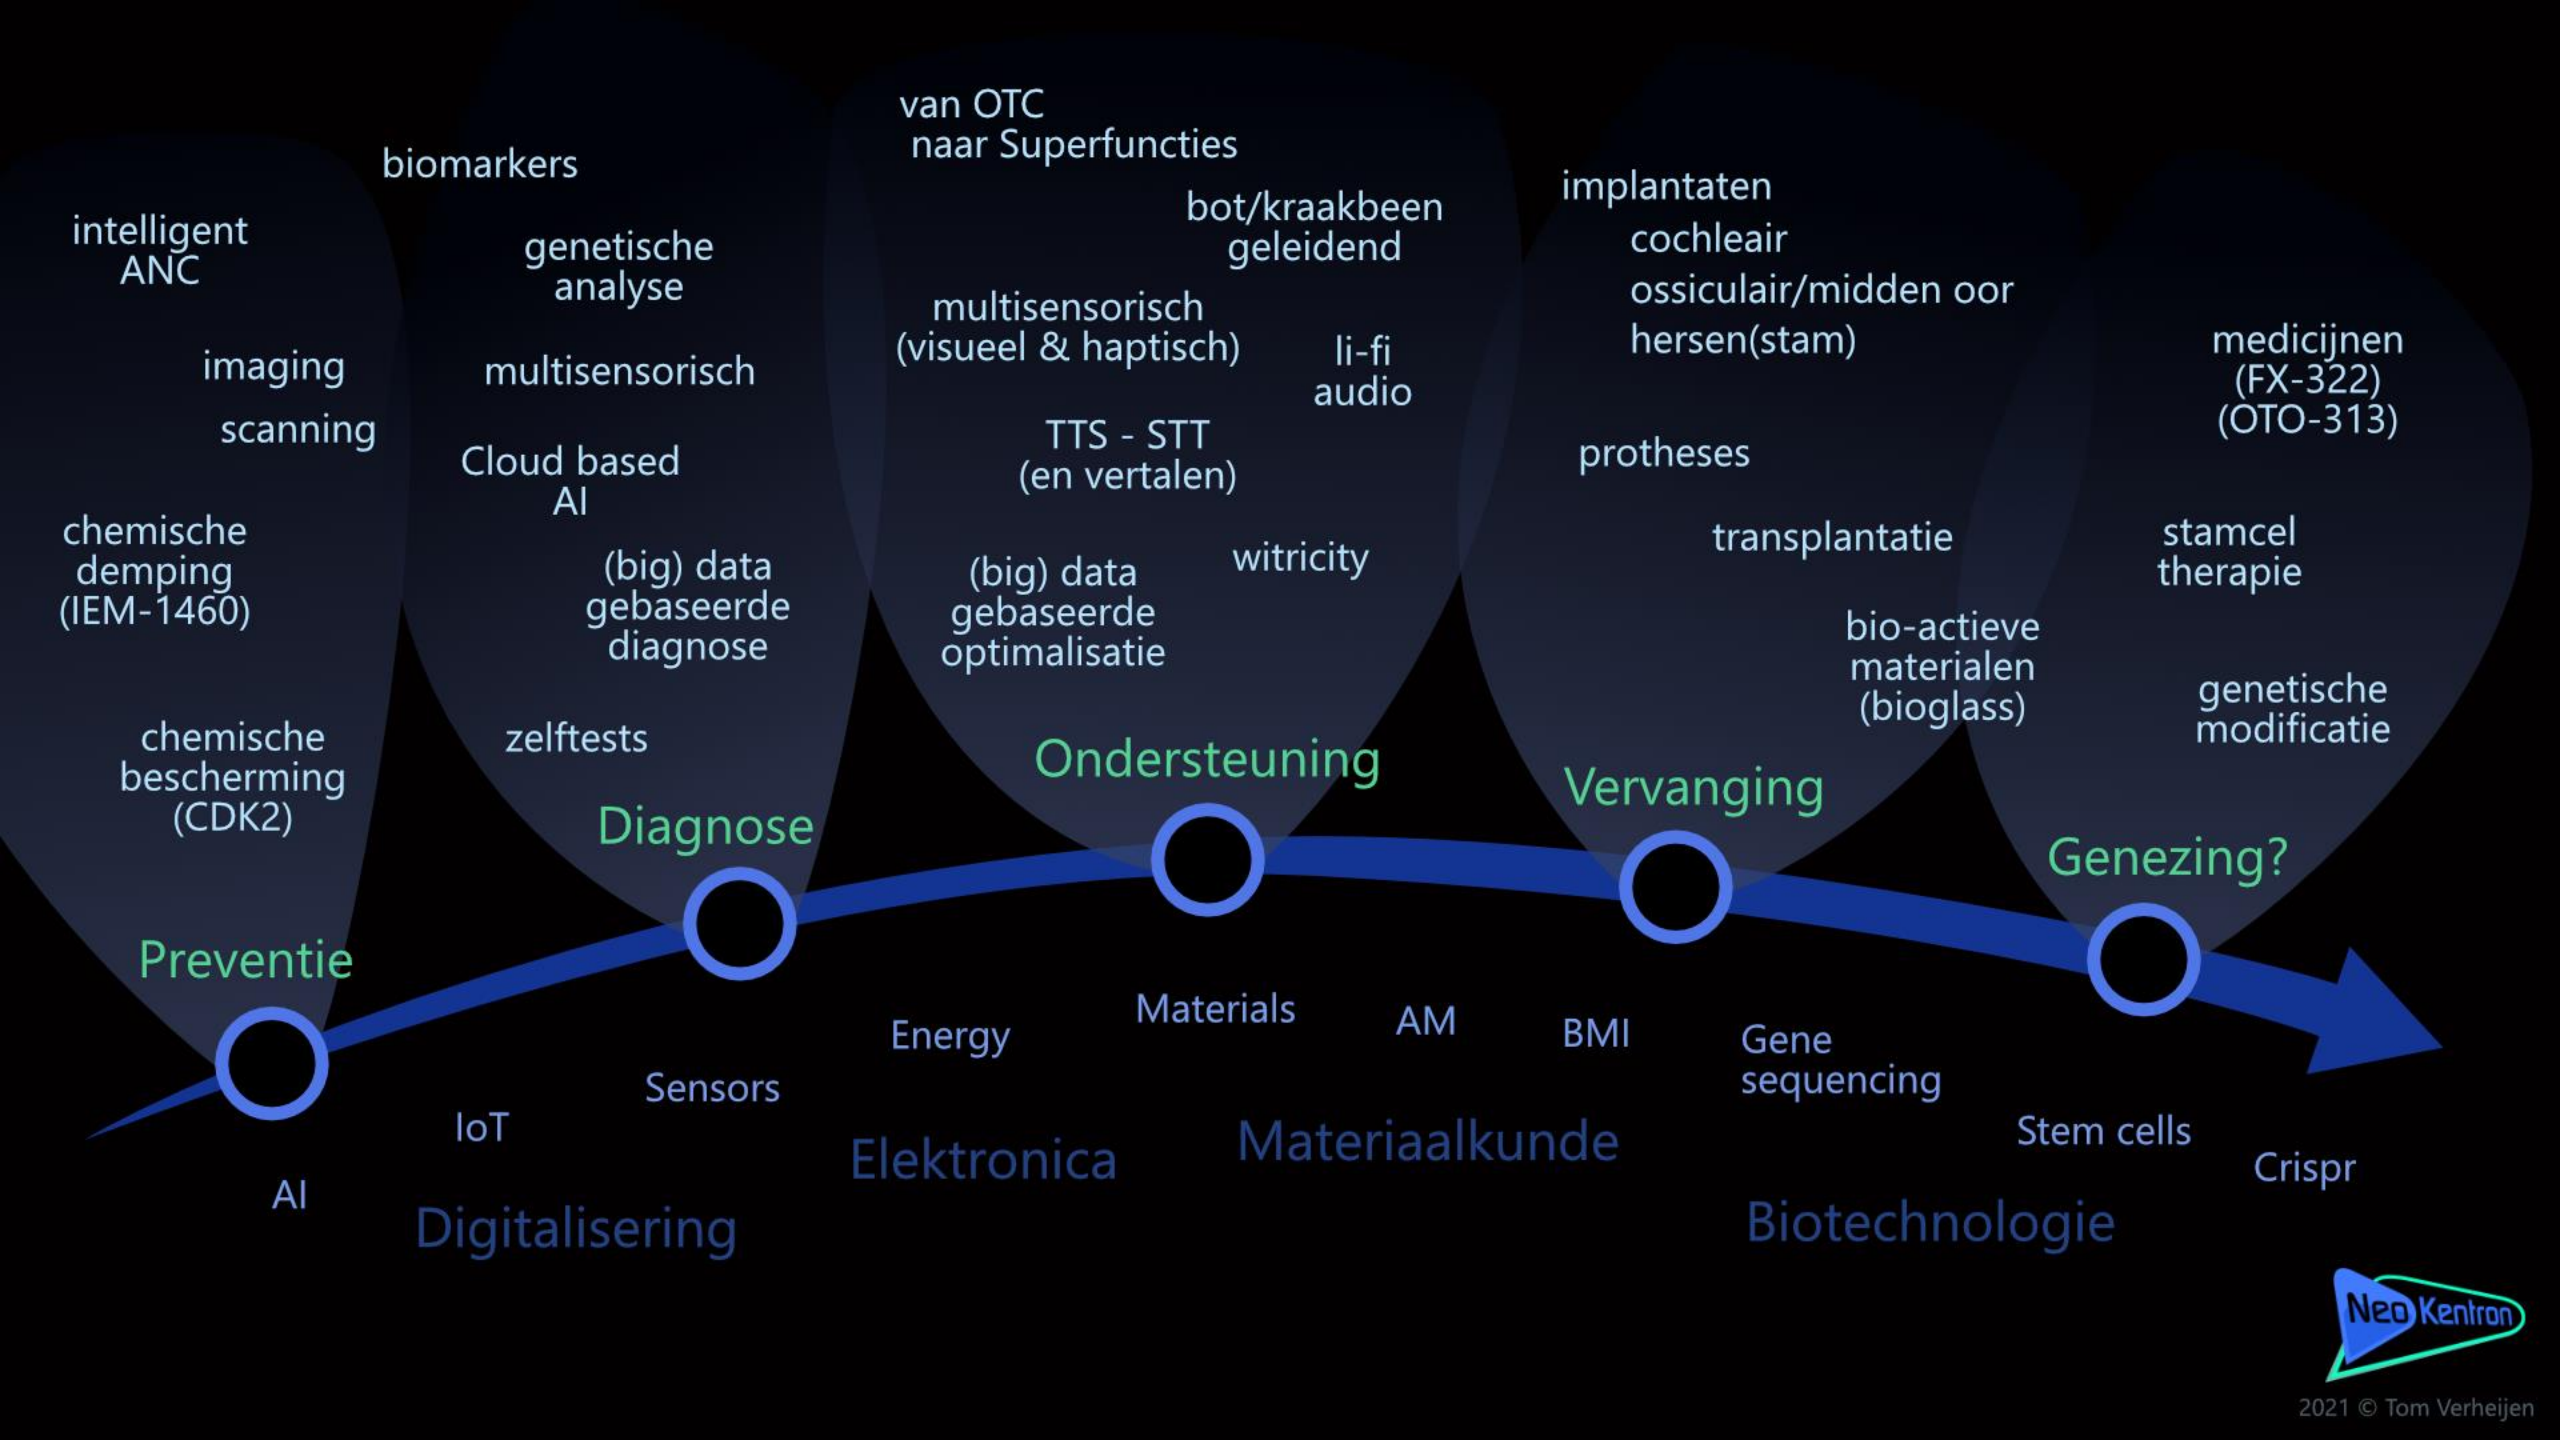 intelligent
ANC
imaging
scanning
chemische
demping
(IEM-1460)
chemische
bescherming
(CDK2)
Preventie
biomarkers
genetische
analyse
multisensorisch
Cloud based
AI
(big) data
gebaseerde
diagnose
zelftests
Diagnose
van OTC
naar Superfuncties
bot/kraakbeen
geleidend
multisensorisch
(visueel & haptisch)
li-fi
audio
TTS - STT
(en vertalen)
witricity
(big) data
gebaseerde
optimalisatie
Ondersteuning
implantaten
cochleair
ossiculair/midden oor
hersen(stam)
protheses
transplantatie
bio-actieve
materialen
(bioglass)
Vervanging
medicijnen
(FX-322)
(OTO-313)
stamcel
therapie
genetische
modificatie
Genezing?
AI
IoT
Sensors
Digitalisering
Energy
Elektronica
Materials
AM
Materiaalkunde
BMI
Gene
sequencing
Stem cells
Crispr
Biotechnologie
Neo Kentron
2021 © Tom Verheijen